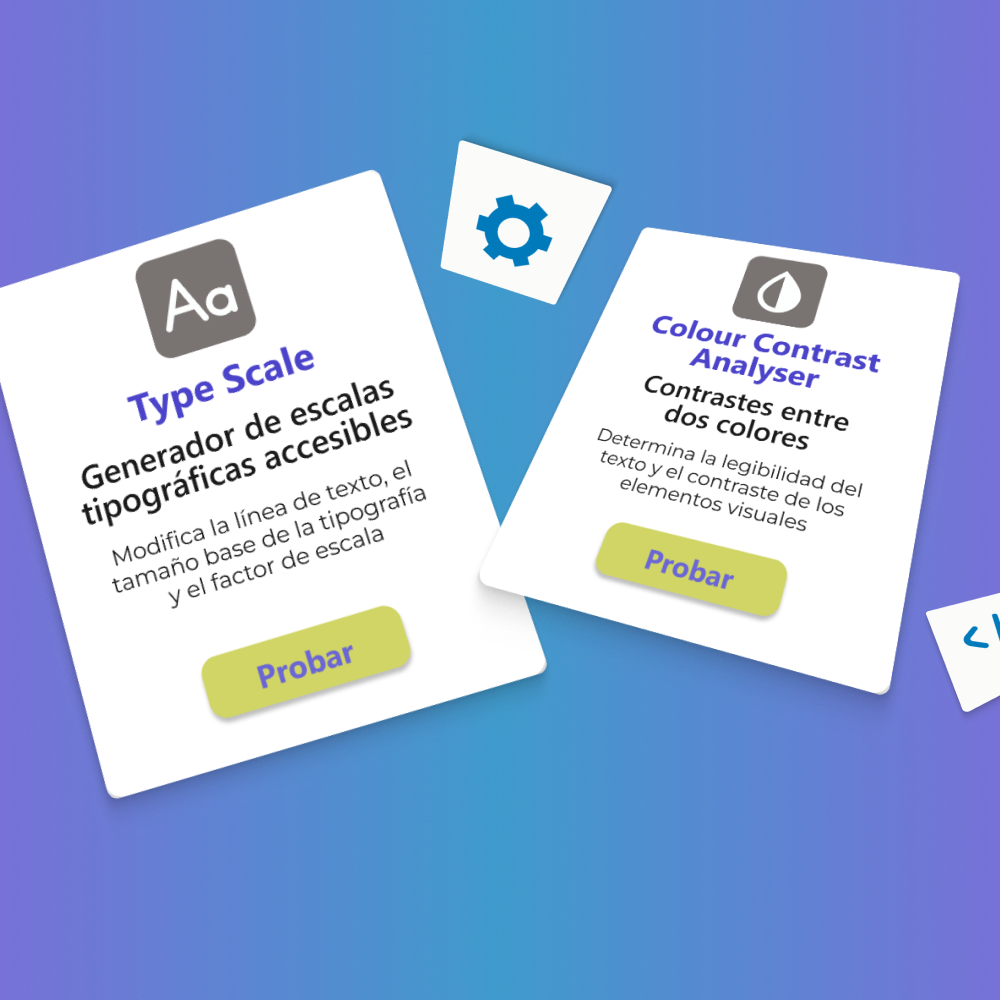 Aa
Type Scale
Generador de escalas
tipográficas accesibles
Modifica la línea de texto, el
tamaño base de la tipografía
y el factor de escala
Probar
Colour Contrast
Analyser
Contrastes entre
dos colores
Determina la legibilidad del
texto y el contraste de los
elementos visuales
Probar